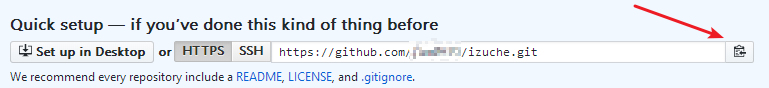 Quick setup — if you've done this kind of thing before
Set up in Desktop or HTTPS SSH https://github.com/ /izuche.git
We recommend every repository include a README, LICENSE, and .gitignore.